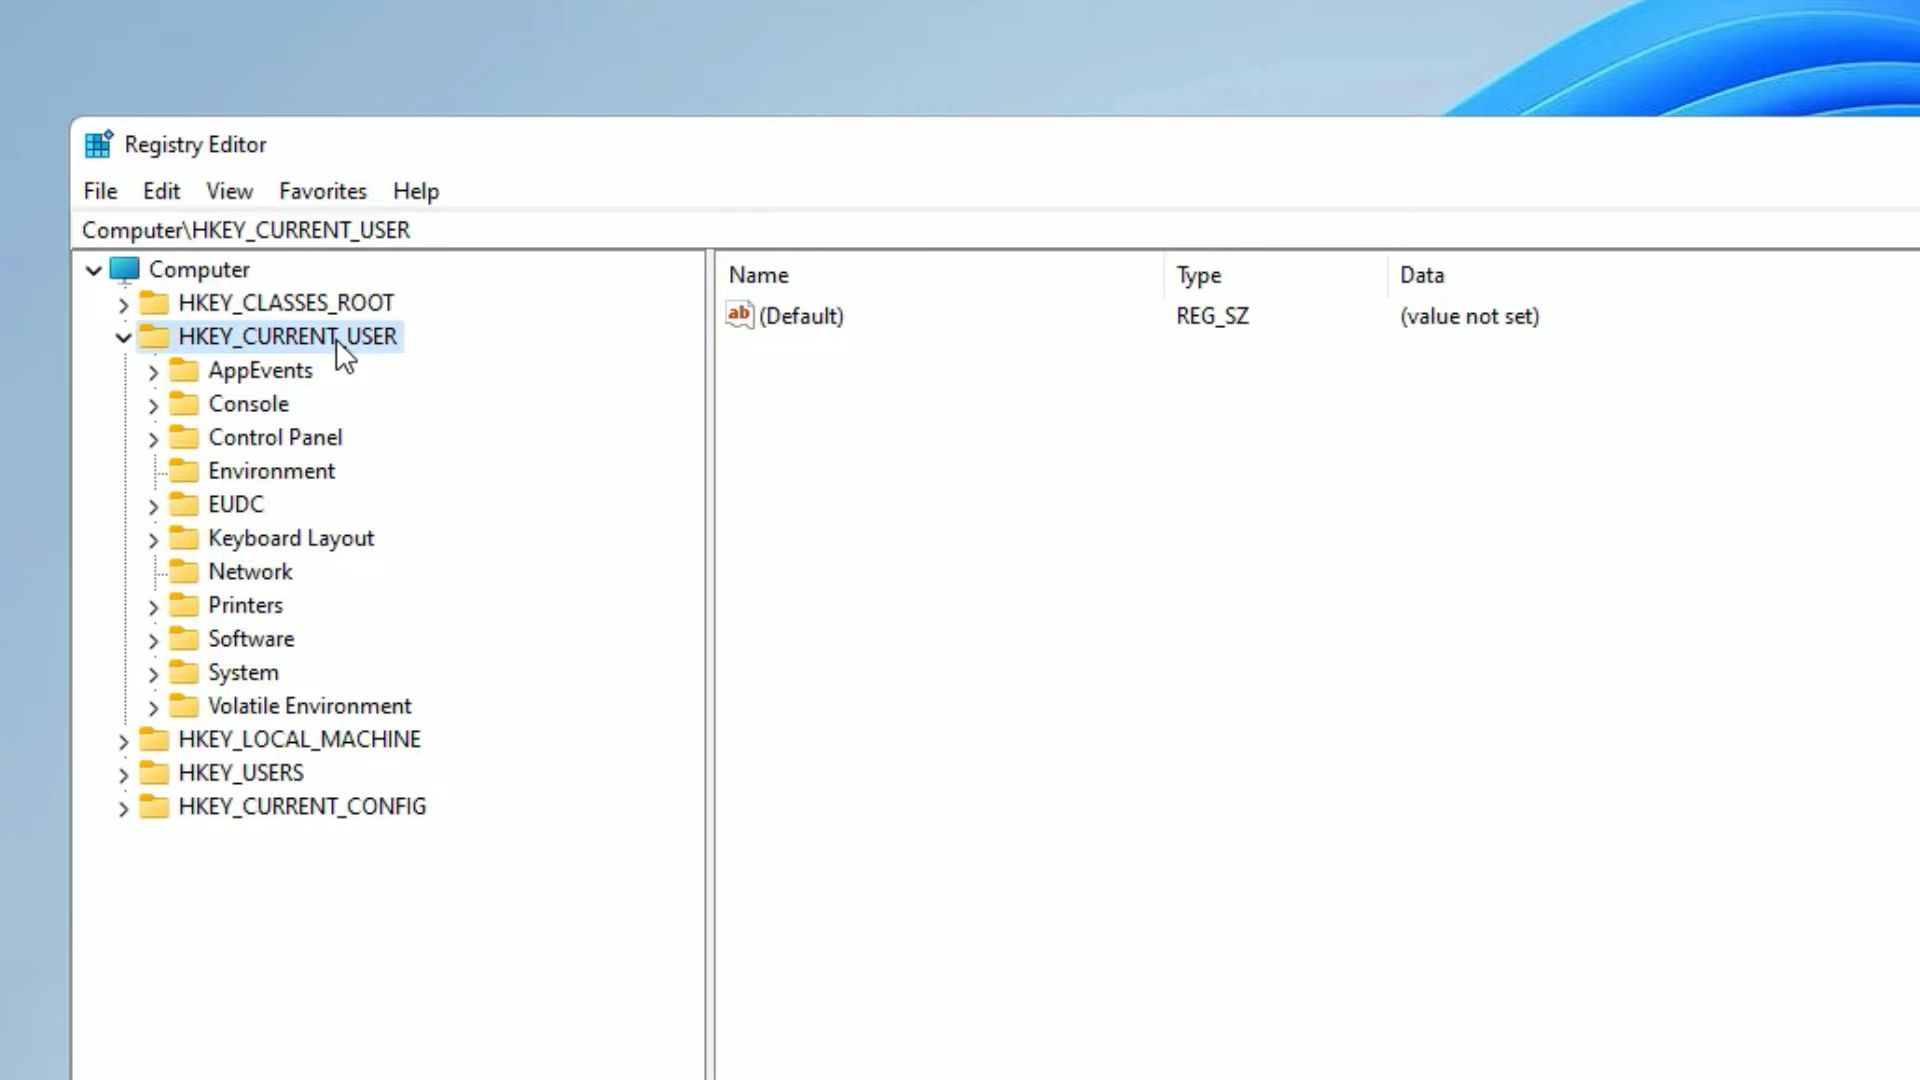 Registry Editor
File Edit View Favorites Help
Computer\HKEY_CURRENT_USER
Computer
HKEY_CLASSES_ROOT
HKEY_CURRENT_USER
AppEvents
Console
Control Panel
Environment
EUDC
Keyboard Layout
Network
Printers
Software
System
Volatile Environment
HKEY_LOCAL_MACHINE
HKEY_USERS
HKEY_CURRENT_CONFIG
Name Type Data
ab (Default) REG_SZ (value not set)